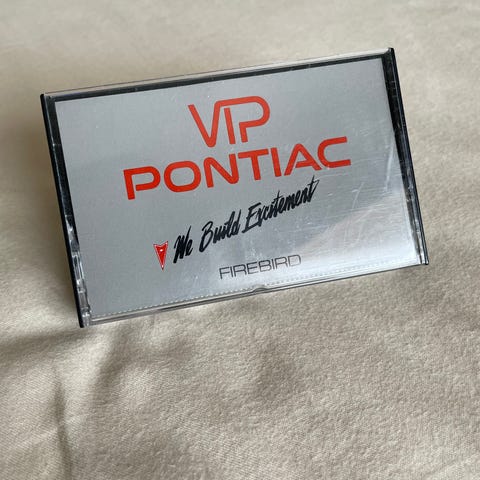 VIP
PONTIAC
We Build Excitement
FIREBIRD